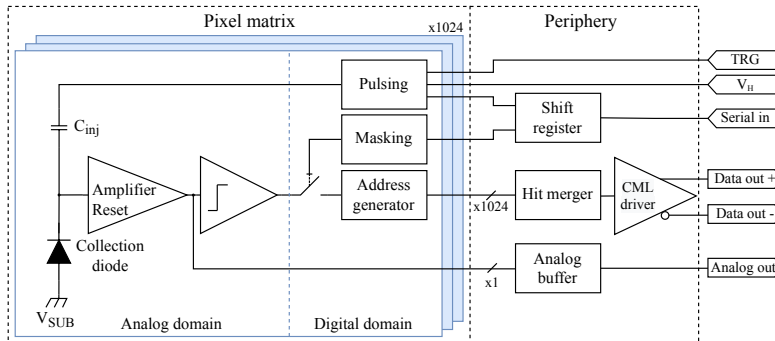 Pixel matrix
x1024
Periphery
Pulsing
TRG
V_H
Serial in
Shift
register
C_inj
Masking
Amplifier
Reset
Address
generator
x1024
Hit merger
CML
driver
Data out +
Data out -
Collection
diode
Analog
buffer
x1
Analog out
V_SUB
Analog domain
Digital domain